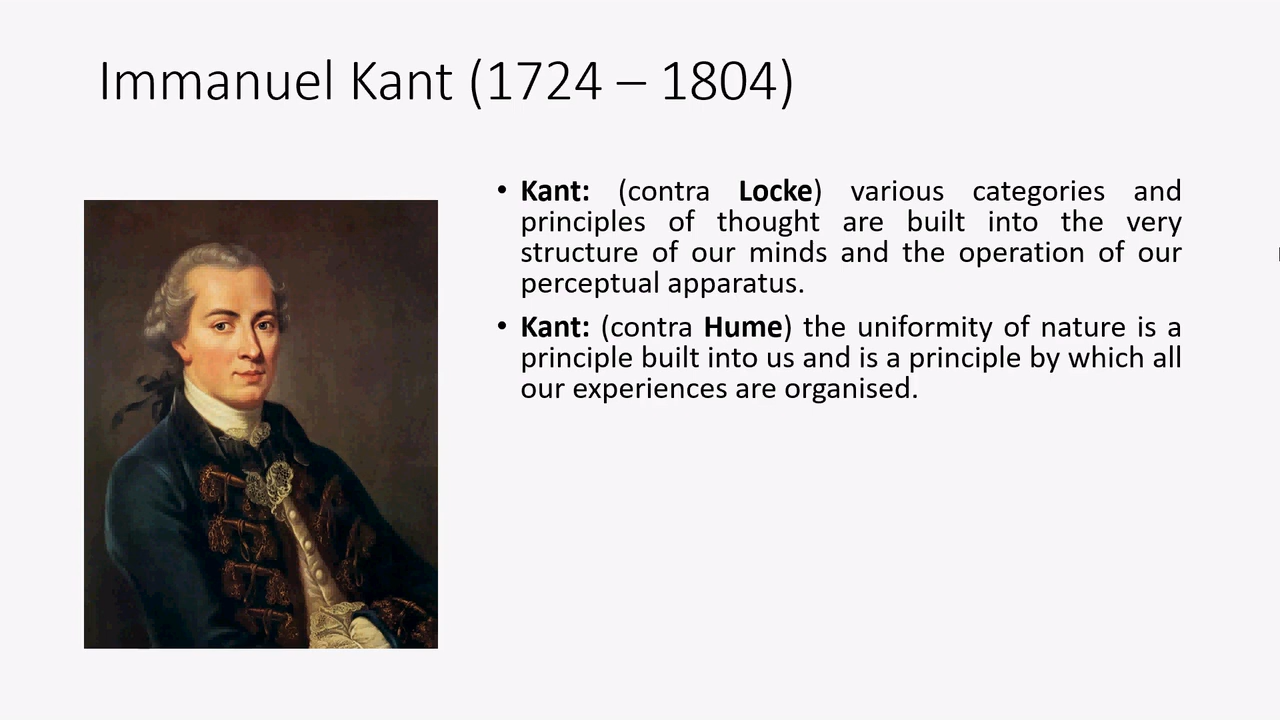 Immanuel Kant (1724 – 1804)
• Kant: (contra Locke) various categories and
principles of thought are built into the very
structure of our minds and the operation of our
perceptual apparatus.
• Kant: (contra Hume) the uniformity of nature is a
principle built into us and is a principle by which all
our experiences are organised.